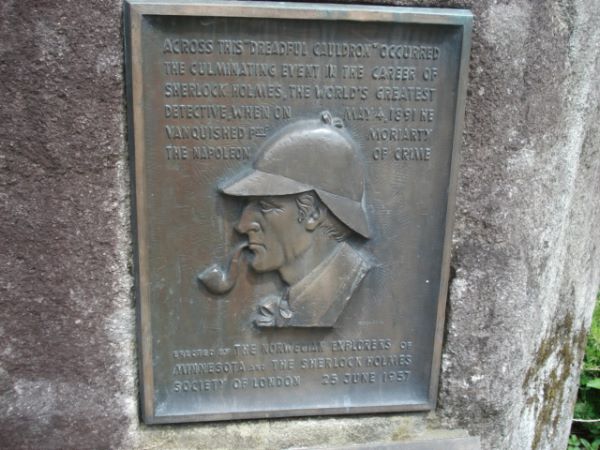 ACROSS THIS "DREADFUL CAULDRON" OCCURRED
THE CULMINATING EVENT IN THE CAREER OF
SHERLOCK HOLMES, THE WORLD'S GREATEST
DETECTIVE, WHEN ON MAY 4, 1891 HE
VANQUISHED PROF MORIARTY
THE NAPOLEON OF CRIME
ERECTED BY THE NORWEGIAN EXPLORERS OF
MINNESOTA AND THE SHERLOCK HOLMES
SOCIETY OF LONDON 25 JUNE 1957